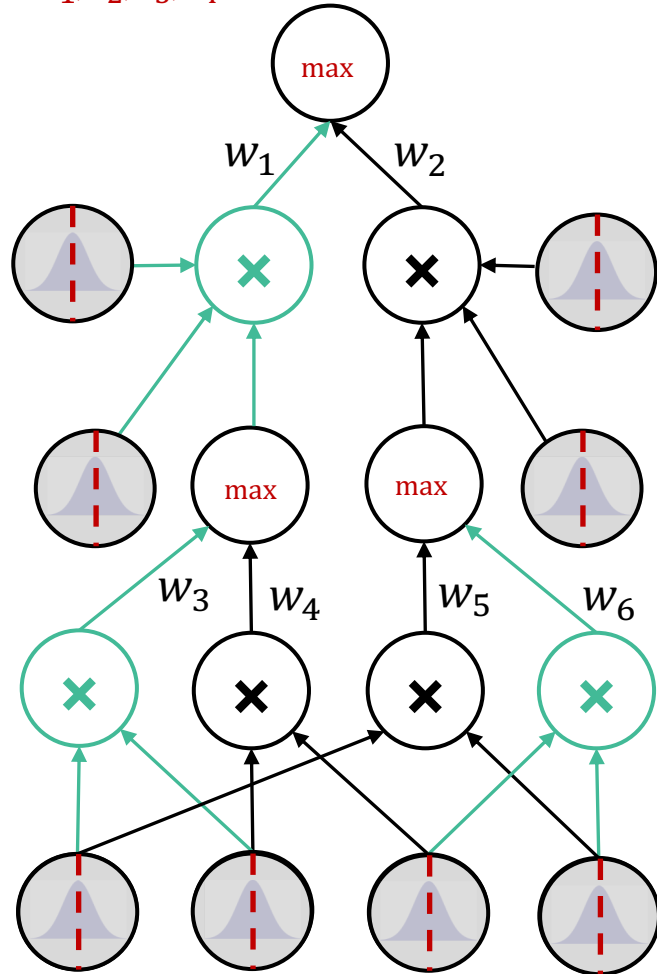 max
w₁ w₂
× ×
max max
w₃ w₄ w₅ w₆
× × × ×